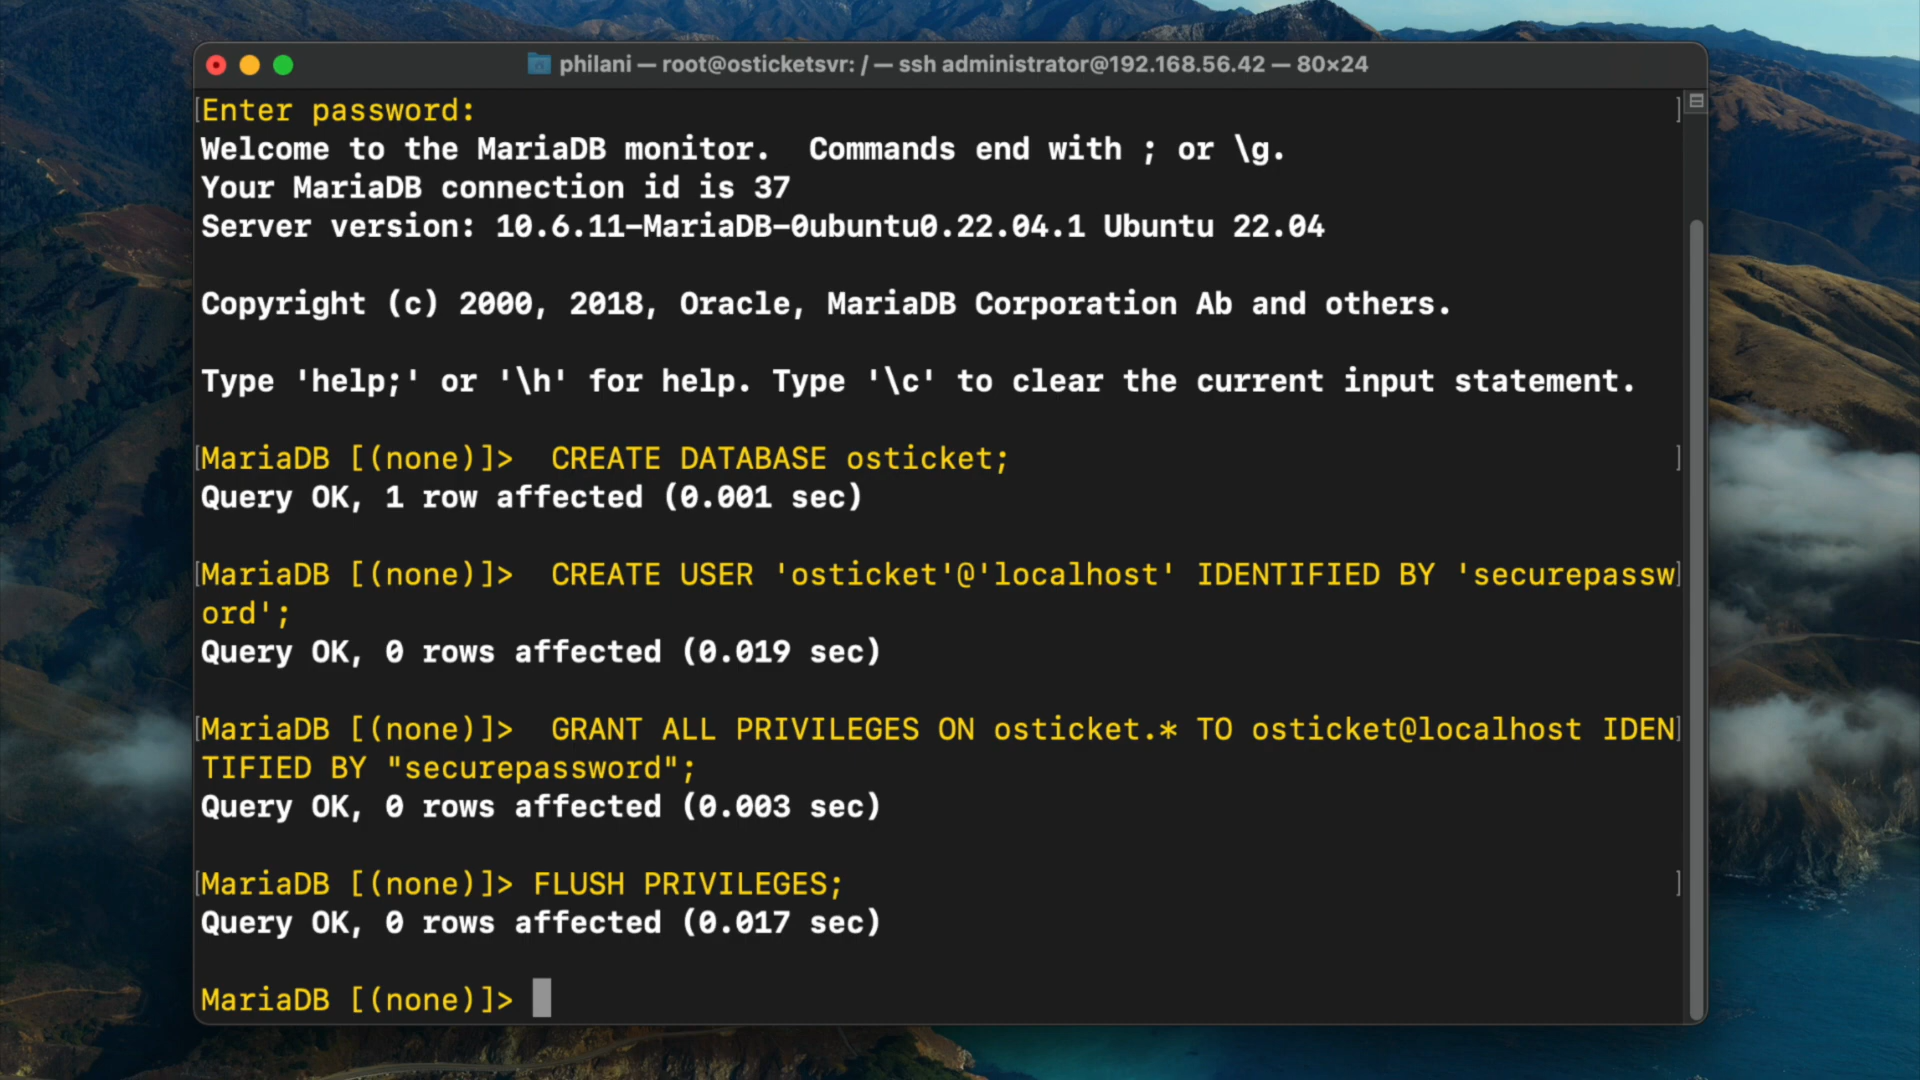 philani — root@osticketsvr: / — ssh administrator@192.168.56.42 — 80×24
[Enter password: ]
Welcome to the MariaDB monitor.  Commands end with ; or \g.
Your MariaDB connection id is 37
Server version: 10.6.11-MariaDB-0ubuntu0.22.04.1 Ubuntu 22.04
Copyright (c) 2000, 2018, Oracle, MariaDB Corporation Ab and others.
Type 'help;' or '\h' for help. Type '\c' to clear the current input statement.
[MariaDB [(none)]>  CREATE DATABASE osticket; ]
Query OK, 1 row affected (0.001 sec)
[MariaDB [(none)]>  CREATE USER 'osticket'@'localhost' IDENTIFIED BY 'securepassw]
ord';
Query OK, 0 rows affected (0.019 sec)
[MariaDB [(none)]>  GRANT ALL PRIVILEGES ON osticket.* TO osticket@localhost IDEN]
TIFIED BY "securepassword";
Query OK, 0 rows affected (0.003 sec)
[MariaDB [(none)]> FLUSH PRIVILEGES; ]
Query OK, 0 rows affected (0.017 sec)
MariaDB [(none)]>